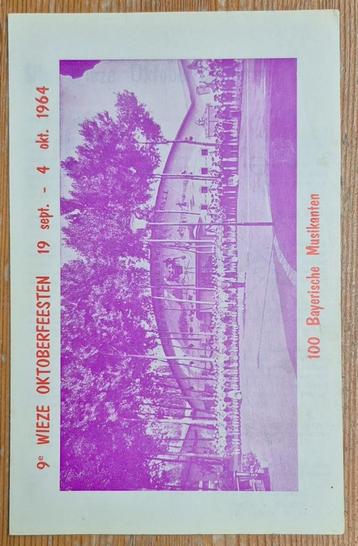 9e WIEZE OKTOBERFEESTEN 19 sept. - 4 okt. 1964
100 Bayerische Musikanten